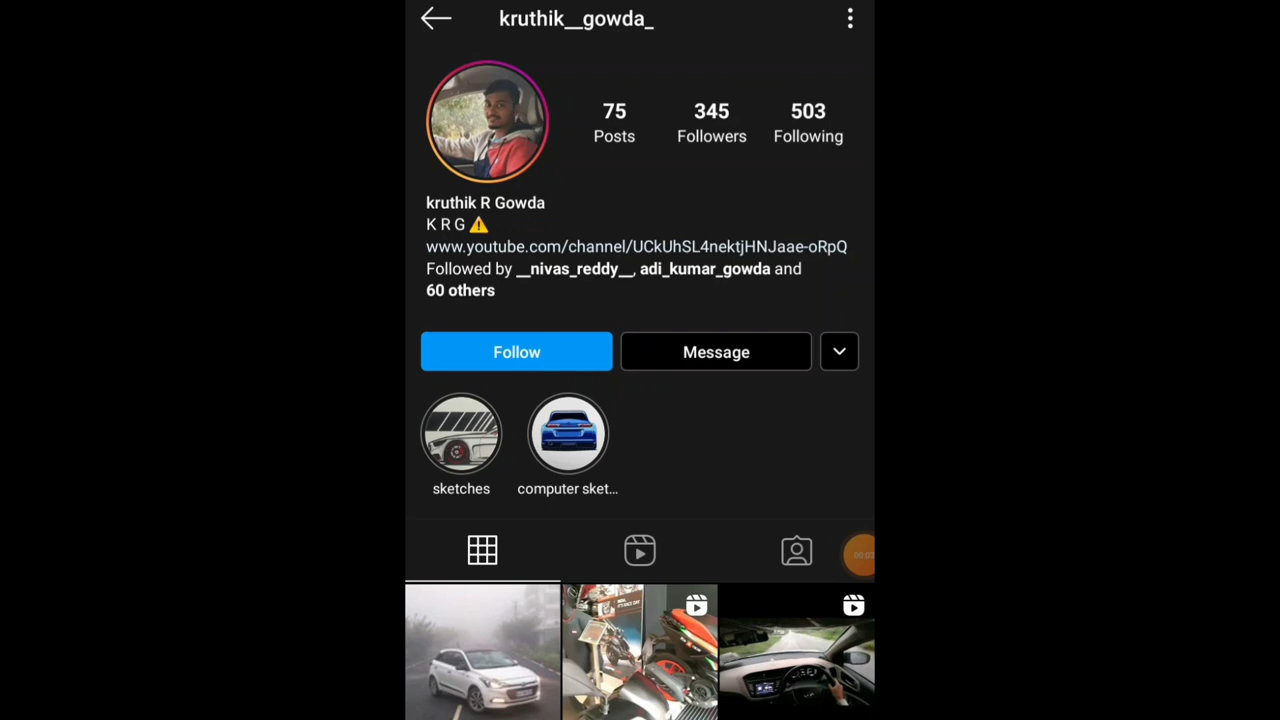 kruthik__gowda_
75
Posts
345
Followers
503
Following
kruthik R Gowda
K R G ⚠️
www.youtube.com/channel/UCkUhSL4nektjHNJaae-oRpQ
Followed by __nivas_reddy__, adi_kumar_gowda and
60 others
Follow
Message
sketches
computer sket...